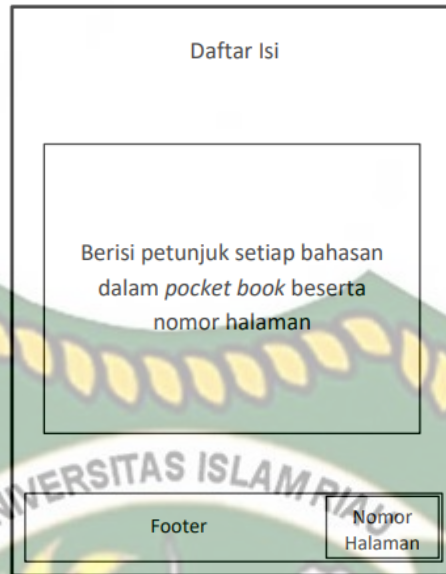 Daftar Isi
Berisi petunjuk setiap bahasan
dalam pocket book beserta
nomor halaman
UNIVERSITAS ISLAM RIAU
Footer
Nomor
Halaman